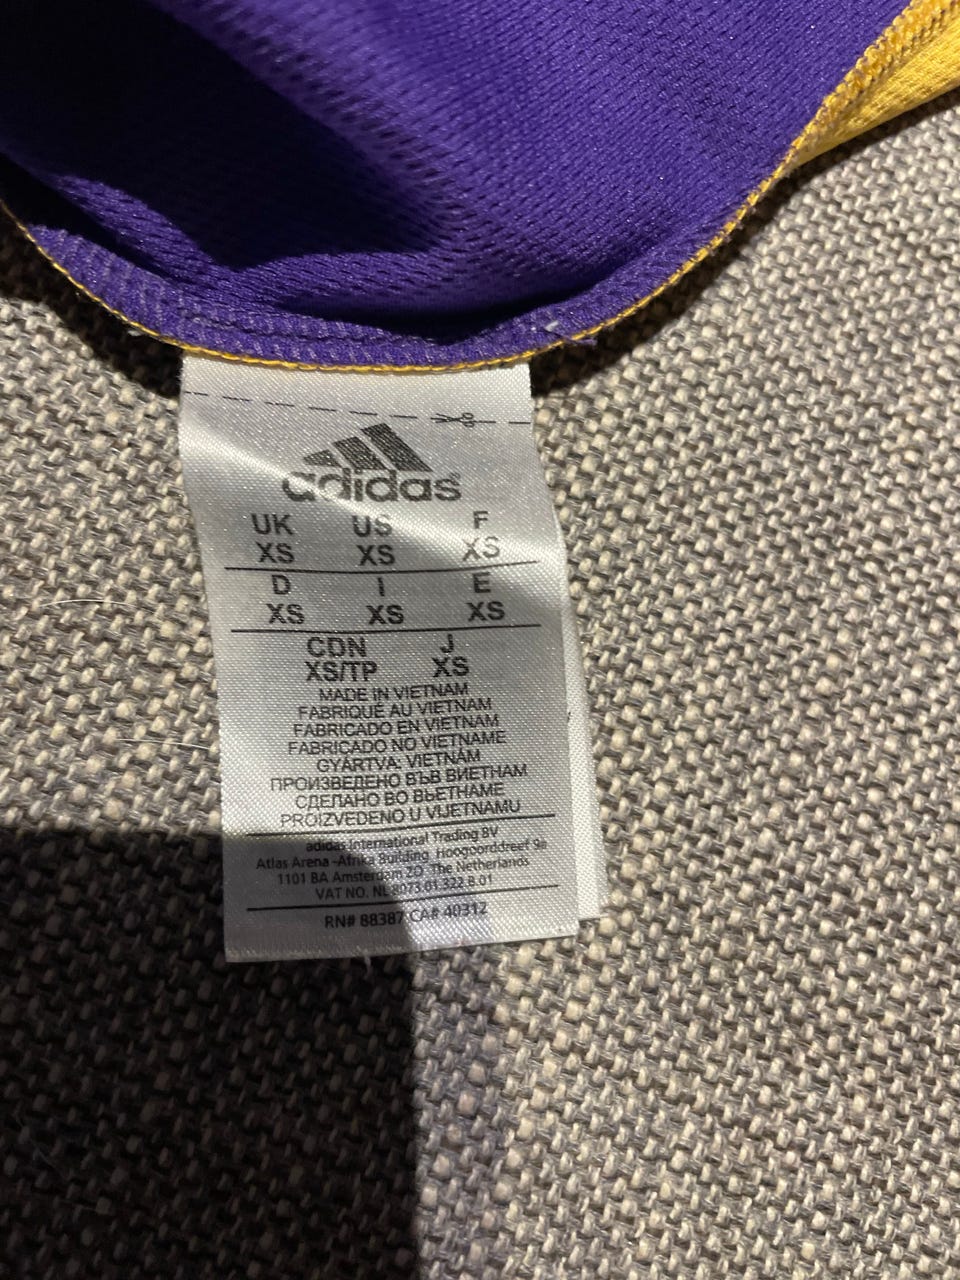 adidas®
UK US F
XS XS XS
D I E
XS XS XS
CDN J
XS/TP XS
MADE IN VIETNAM
FABRIQUÉ AU VIETNAM
FABRICADO EN VIETNAM
FABRICADO NO VIETNAME
GYÁRTVA: VIETNÁM
ПРОИЗВЕДЕНО ВЪВ ВИЕТНАМ
СДЕЛАНО ВО ВЬЕТНАМЕ
PROIZVEDENO U VIJETNAMU
adidas International Trading BV
Atlas Arena -Afrika Building Hoogoorddreef 9a
1101 BA Amsterdam ZO The Netherlands
VAT NO. NL 8073.01.322.B.01
RN# 88387 CA# 40312